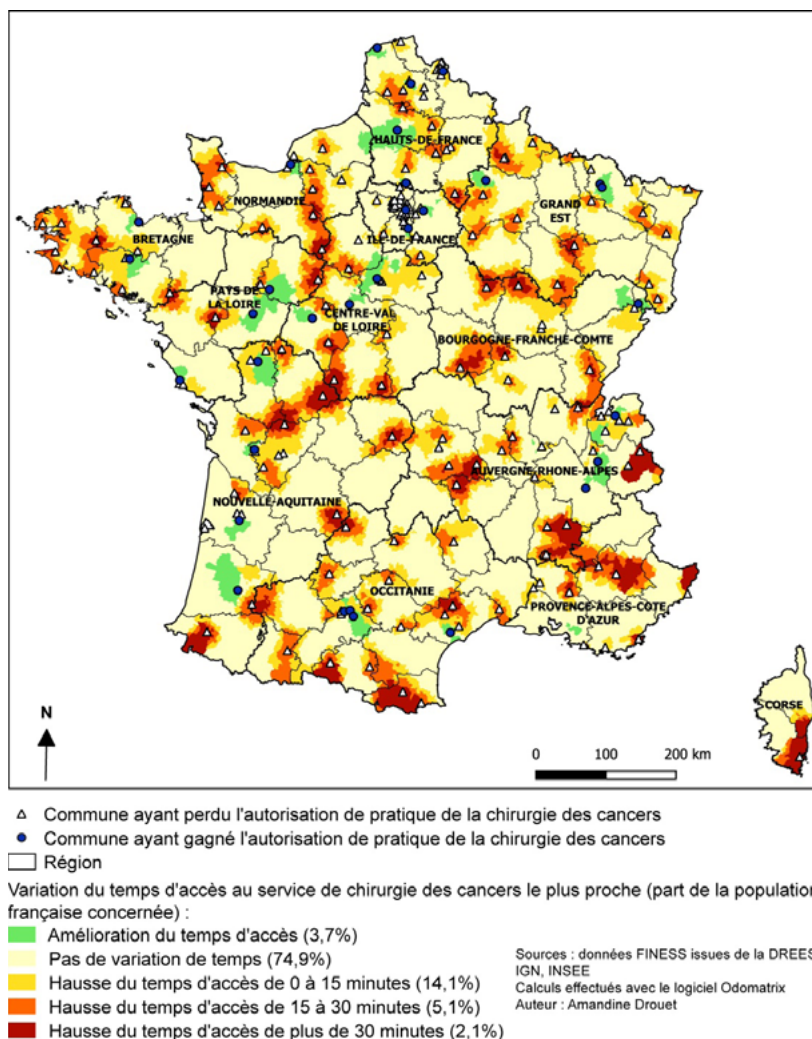 HAUTS-DE-FRANCE
NORMANDIE
GRAND
EST
ILE-DE-FRANCE
BRETAGNE
PAYS DE
LA LOIRE
CENTRE-VAL
DE LOIRE
BOURGOGNE-FRANCHE-COMTE
AUVERGNE-RHONE-ALPES
NOUVELLE-AQUITAINE
OCCITANIE
PROVENCE-ALPES-COTE
D'AZUR
CORSE
N
0 100 200 km
Commune ayant perdu l'autorisation de pratique de la chirurgie des cancers
Commune ayant gagné l'autorisation de pratique de la chirurgie des cancers
Région
Variation du temps d'accès au service de chirurgie des cancers le plus proche (part de la population
française concernée) :
Amélioration du temps d'accès (3,7%)
Pas de variation de temps (74,9%)
Hausse du temps d'accès de 0 à 15 minutes (14,1%)
Hausse du temps d'accès de 15 à 30 minutes (5,1%)
Hausse du temps d'accès de plus de 30 minutes (2,1%)
Sources : données FINESS issues de la DREES
IGN, INSEE
Calculs effectués avec le logiciel Odomatrix
Auteur : Amandine Drouet